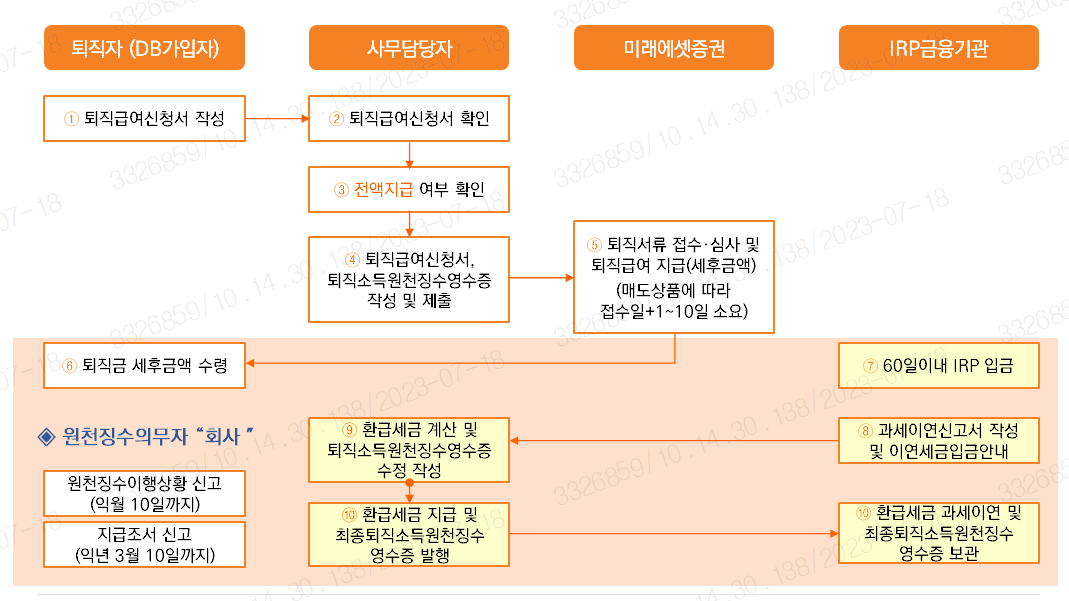 퇴직자 (DB가입자)
사무담당자
미래에셋증권
IRP금융기관
① 퇴직급여신청서 작성
② 퇴직급여신청서 확인
③ 전액지급 여부 확인
④ 퇴직급여신청서,
퇴직소득원천징수영수증
작성 및 제출
⑤ 퇴직서류 접수·심사 및
퇴직급여 지급(세후금액)
(매도상품에 따라
접수일+1~10일 소요)
⑥ 퇴직금 세후금액 수령
⑦ 60일이내 IRP 입금
◈ 원천징수의무자 “회사 ”
⑨ 환급세금 계산 및
퇴직소득원천징수영수증
수정 작성
⑧ 과세이연신고서 작성
및 이연세금입금안내
원천징수이행상황 신고
(익월 10일까지)
지급조서 신고
(익년 3월 10일까지)
⑩ 환급세금 지급 및
최종퇴직소득원천징수
영수증 발행
⑩ 환급세금 과세이연 및
최종퇴직소득원천징수
영수증 보관
3326859/10.14.30.138/2023-07-18